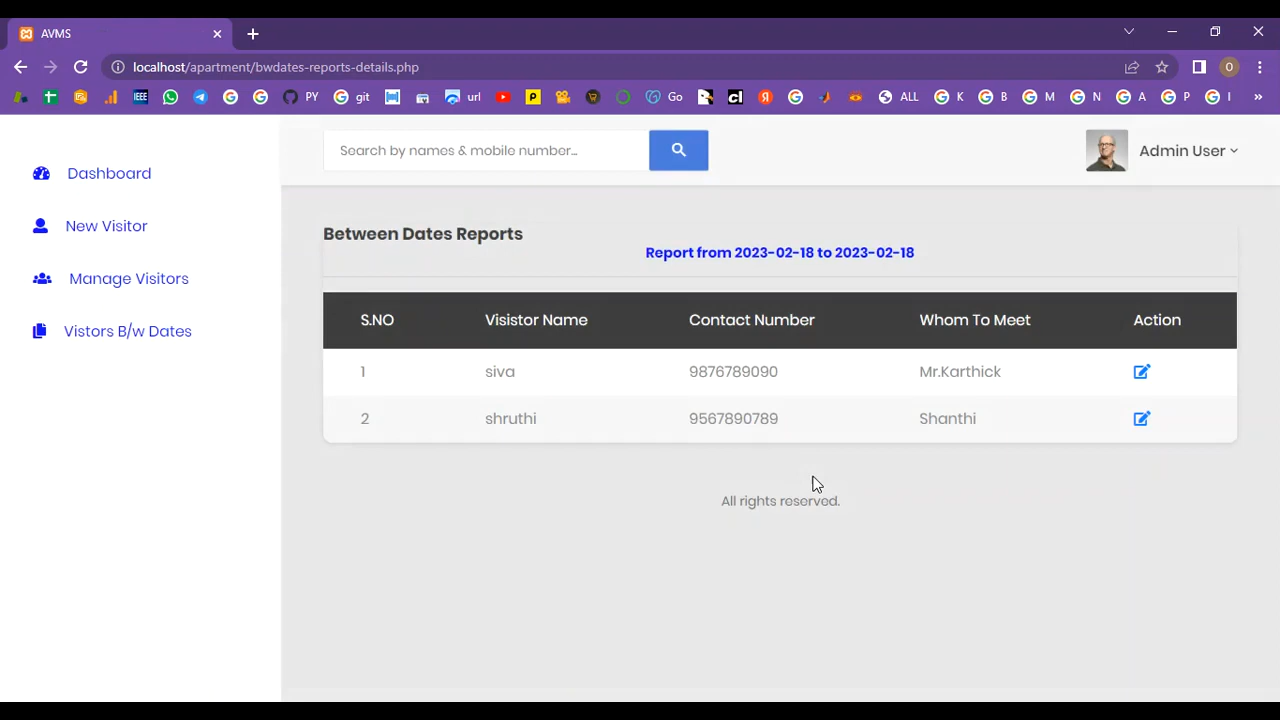 AVMS
localhost/apartment/bwdates-reports-details.php
O
IEEE
PY
git
url
P
Go
cl
Я
ALL
K
B
M
N
A
P
I
»
Search by names & mobile number...
Admin User
Dashboard
New Visitor
Manage Visitors
Vistors B/w Dates
Between Dates Reports
Report from 2023-02-18 to 2023-02-18
S.NO Visistor Name Contact Number Whom To Meet Action
1 siva 9876789090 Mr.Karthick
2 shruthi 9567890789 Shanthi
All rights reserved.